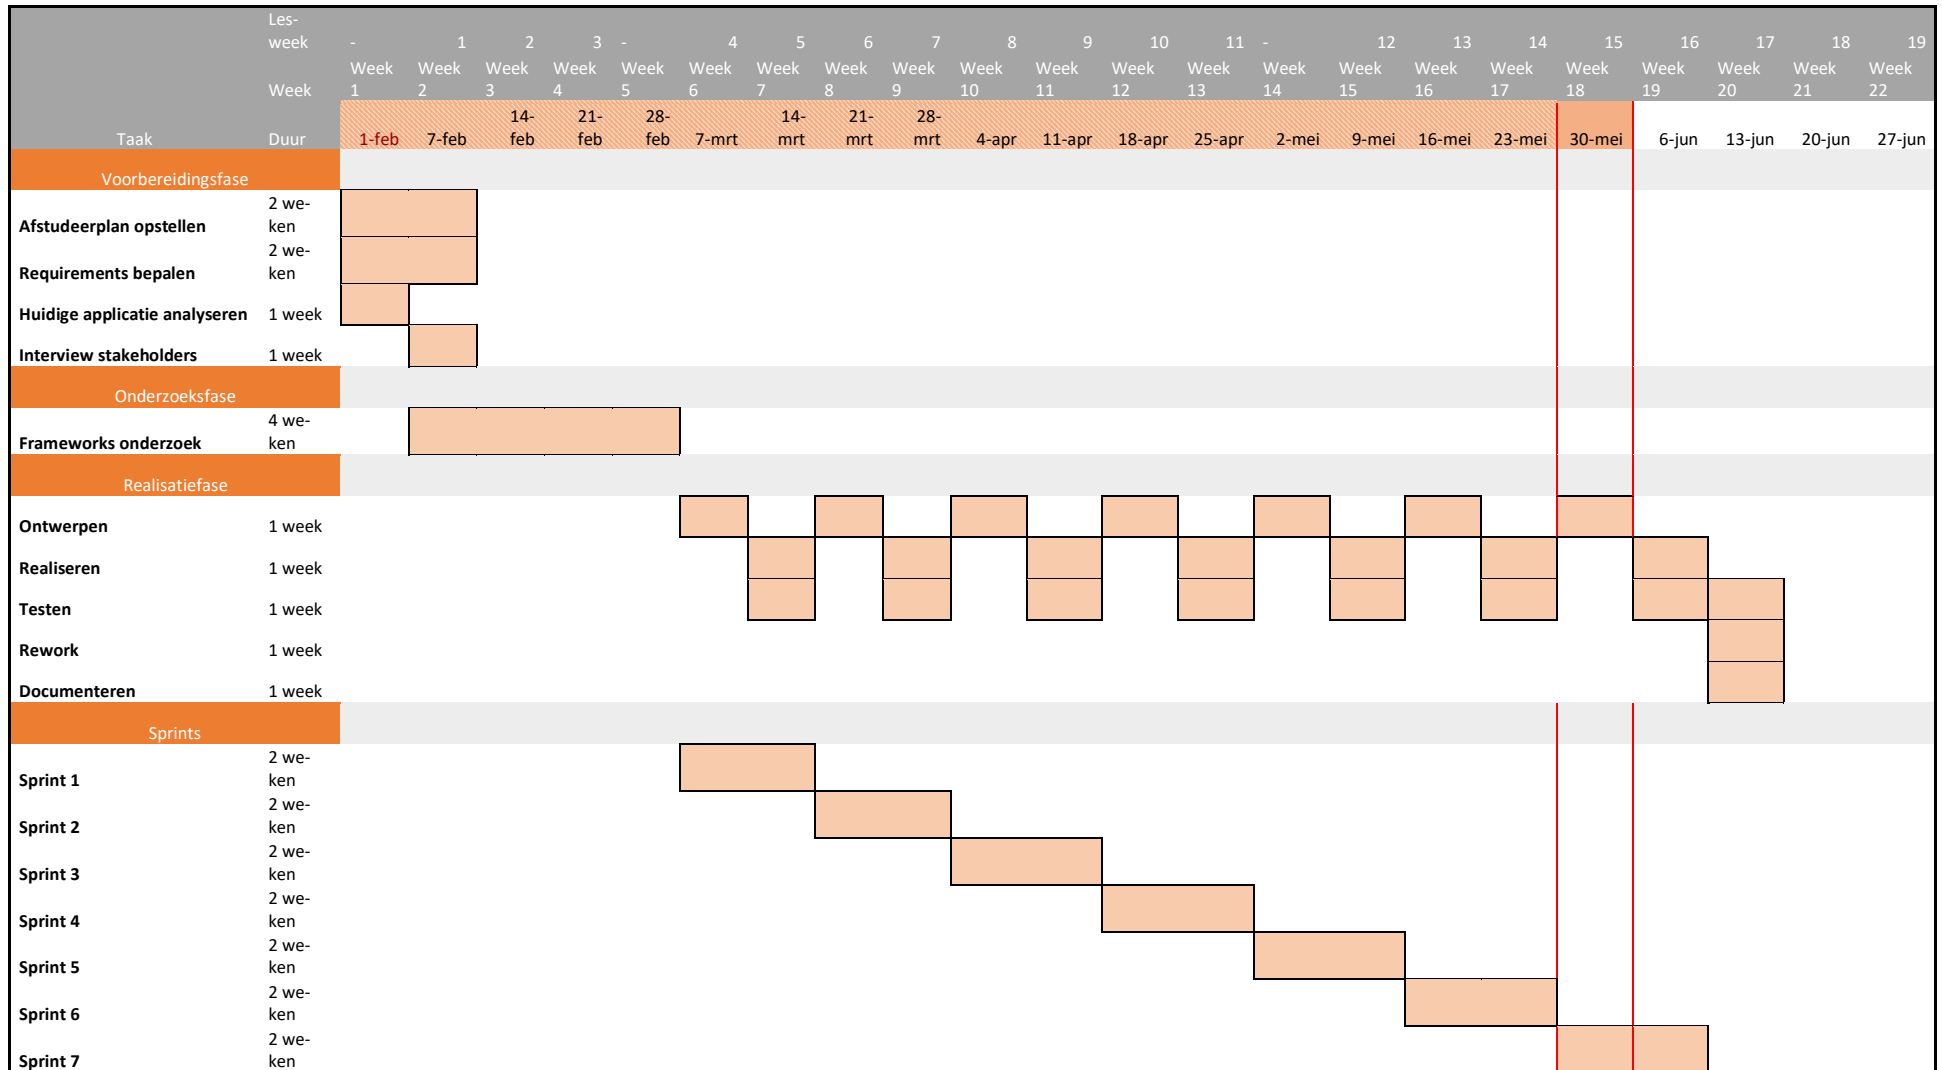 Les-
week - 1 2 3 - 4 5 6 7 8 9 10 11 - 12 13 14 15 16 17 18 19
Week Week Week Week Week Week Week Week Week Week Week Week Week Week Week Week Week Week Week Week Week Week
Week 1 2 3 4 5 6 7 8 9 10 11 12 13 14 15 16 17 18 19 20 21 22
14- 21- 28- 14- 21- 28-
Taak Duur 1-feb 7-feb feb feb feb 7-mrt mrt mrt mrt 4-apr 11-apr 18-apr 25-apr 2-mei 9-mei 16-mei 23-mei 30-mei 6-jun 13-jun 20-jun 27-jun
Voorbereidingsfase
2 we-
Afstudeerplan opstellen ken
2 we-
Requirements bepalen ken
Huidige applicatie analyseren 1 week
Interview stakeholders 1 week
Onderzoeksfase
4 we-
Frameworks onderzoek ken
Realisatiefase
Ontwerpen 1 week
Realiseren 1 week
Testen 1 week
Rework 1 week
Documenteren 1 week
Sprints
2 we-
Sprint 1 ken
2 we-
Sprint 2 ken
2 we-
Sprint 3 ken
2 we-
Sprint 4 ken
2 we-
Sprint 5 ken
2 we-
Sprint 6 ken
2 we-
Sprint 7 ken